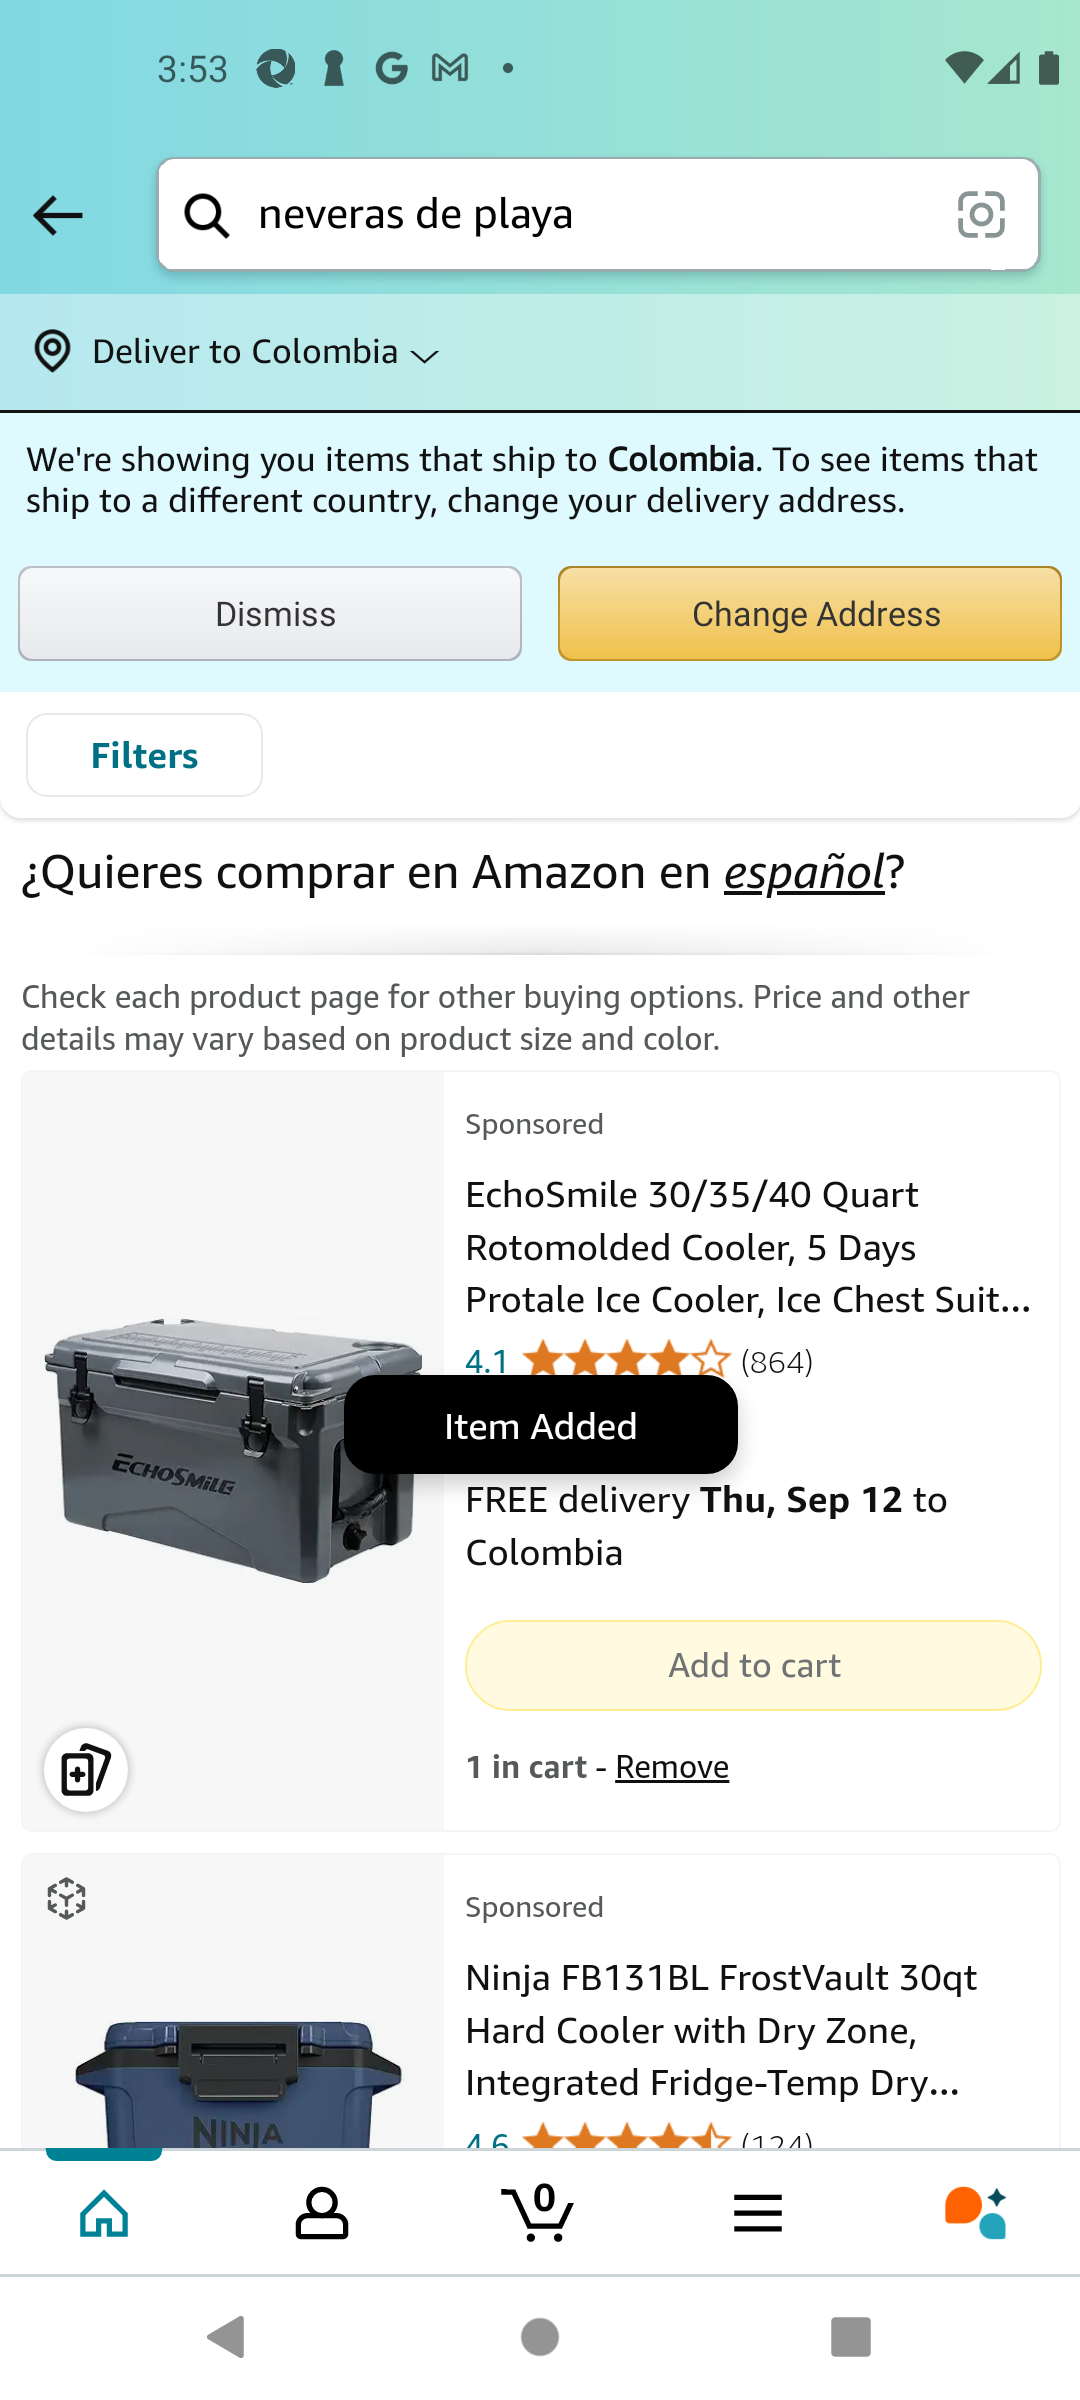 3:53
neveras de playa
Deliver to Colombia
We're showing you items that ship to Colombia. To see items that
ship to a different country, change your delivery address.
Dismiss
Change Address
Filters
¿Quieres comprar en Amazon en español?
Check each product page for other buying options. Price and other
details may vary based on product size and color.
Sponsored
EchoSmile 30/35/40 Quart
Rotomolded Cooler, 5 Days
Protale Ice Cooler, Ice Chest Suit...
4.1 (864)
ECHOSMILE
Item Added
FREE delivery Thu, Sep 12 to
Colombia
Add to cart
1 in cart - Remove
Sponsored
Ninja FB131BL FrostVault 30qt
Hard Cooler with Dry Zone,
Integrated Fridge-Temp Dry...
NINJA
4.6 (124)
0